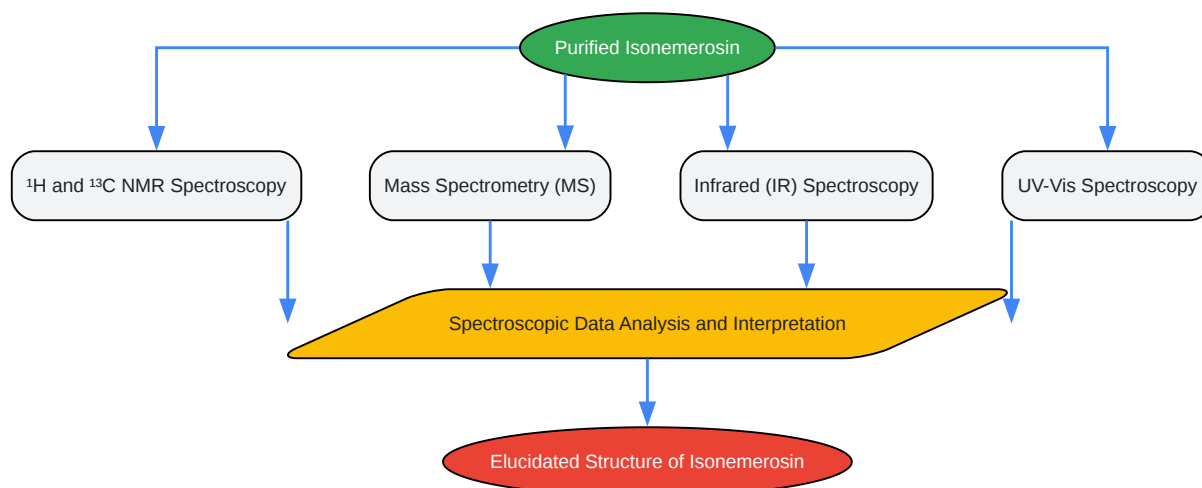 Purified Isonemerosin
¹H and ¹³C NMR Spectroscopy
Mass Spectrometry (MS)
Infrared (IR) Spectroscopy
UV-Vis Spectroscopy
Spectroscopic Data Analysis and Interpretation
Elucidated Structure of Isonemerosin